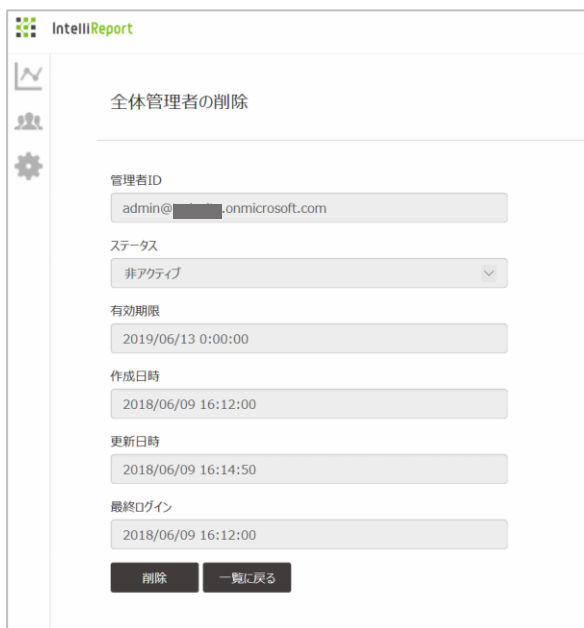 IntelliReport
全体管理者の削除
管理者ID
admin@ .onmicrosoft.com
ステータス
非アクティブ
有効期限
2019/06/13 0:00:00
作成日時
2018/06/09 16:12:00
更新日時
2018/06/09 16:14:50
最終ログイン
2018/06/09 16:12:00
削除 一覧に戻る